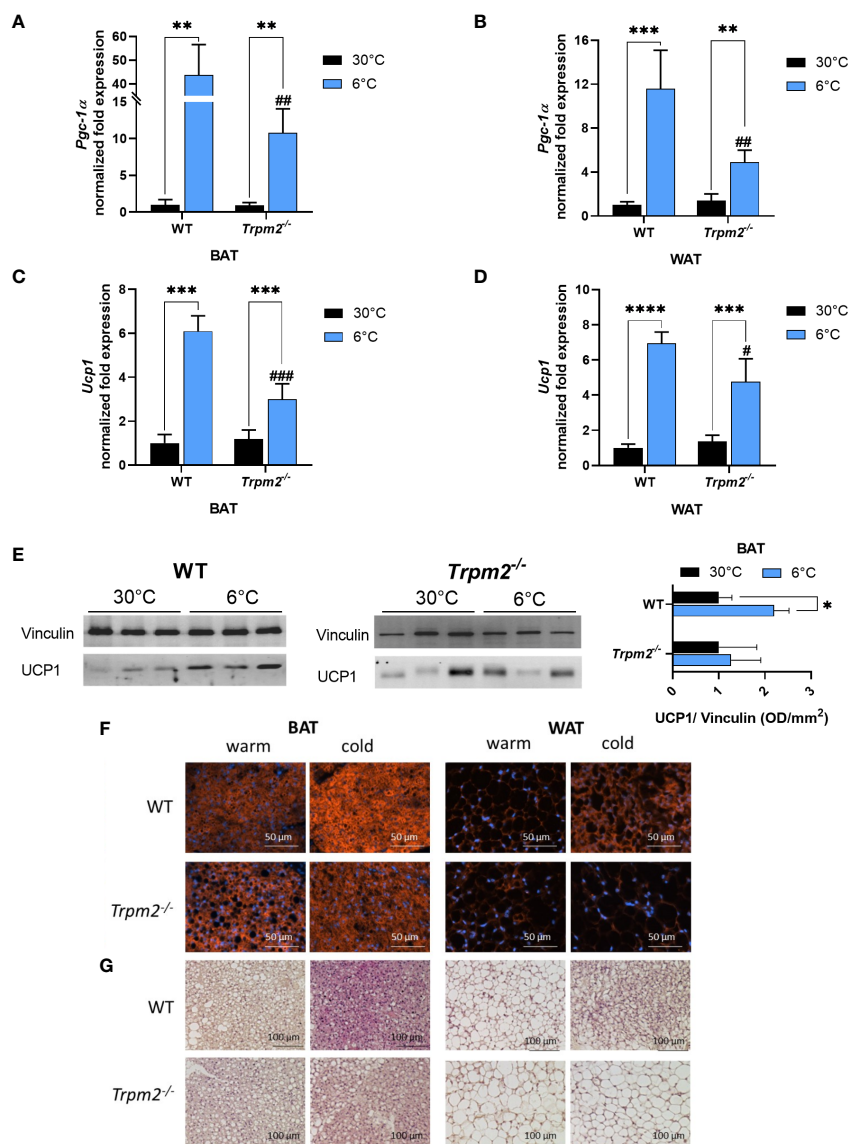 A
Pgc-1α
normalized fold expression
60
50
40
30
15
10
5
0
**
**
##
30°C
6°C
WT
Trpm2-/-
BAT
B
Pgc-1α
normalized fold expression
16
12
8
4
0
***
**
##
30°C
6°C
WT
Trpm2-/-
WAT
C
Ucp1
normalized fold expression
8
6
4
2
0
***
***
###
30°C
6°C
WT
Trpm2-/-
BAT
D
Ucp1
normalized fold expression
10
8
6
4
2
0
****
***
#
30°C
6°C
WT
Trpm2-/-
WAT
E
WT
30°C 6°C
Vinculin
UCP1
Trpm2-/-
30°C 6°C
Vinculin
UCP1
BAT
30°C 6°C
WT
*
Trpm2-/-
0 1 2 3
UCP1/ Vinculin (OD/mm²)
F
BAT WAT
warm cold warm cold
WT
50 µm 50 µm 50 µm 50 µm
Trpm2-/-
50 µm 50 µm 50 µm 50 µm
G
WT
100 µm 100 µm 100 µm 100 µm
Trpm2-/-
100 µm 100 µm 100 µm 100 µm